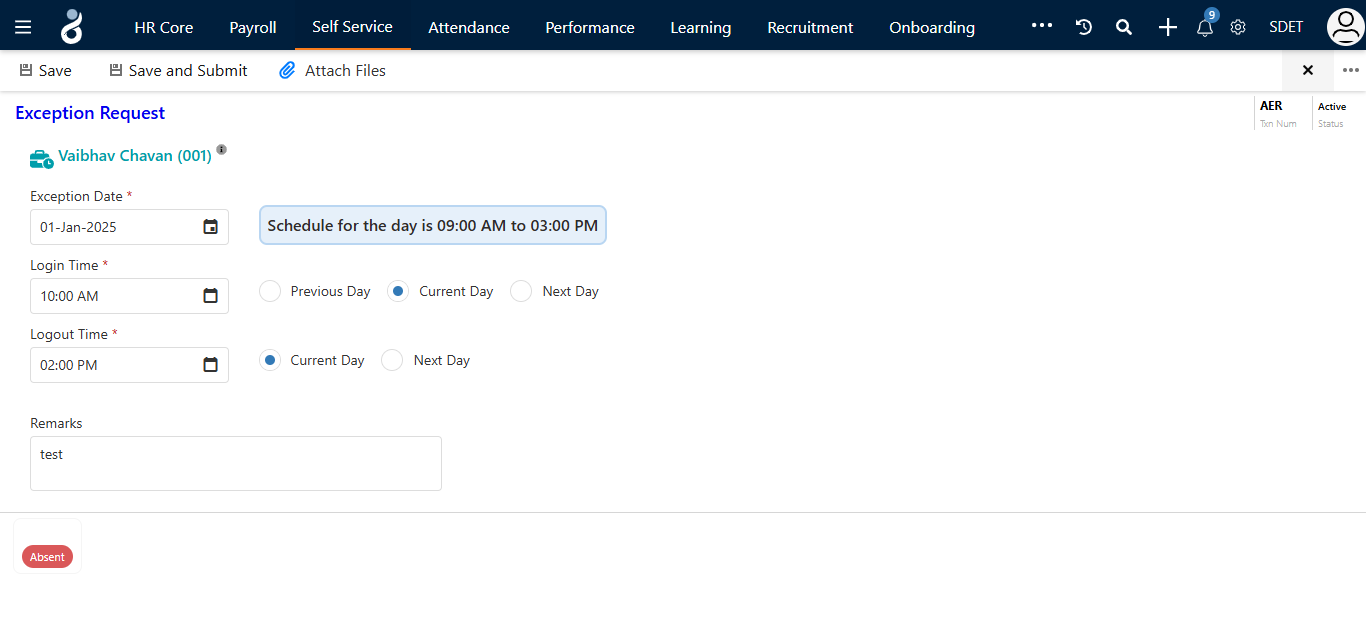 HR Core Payroll Self Service Attendance Performance Learning Recruitment Onboarding 9 SDET
Save Save and Submit Attach Files
Exception Request
AER Active
Txn Num Status
Vaibhav Chavan (001)
Exception Date *
01-Jan-2025 Schedule for the day is 09:00 AM to 03:00 PM
Login Time *
10:00 AM Previous Day Current Day Next Day
Logout Time *
02:00 PM Current Day Next Day
Remarks
test
Absent